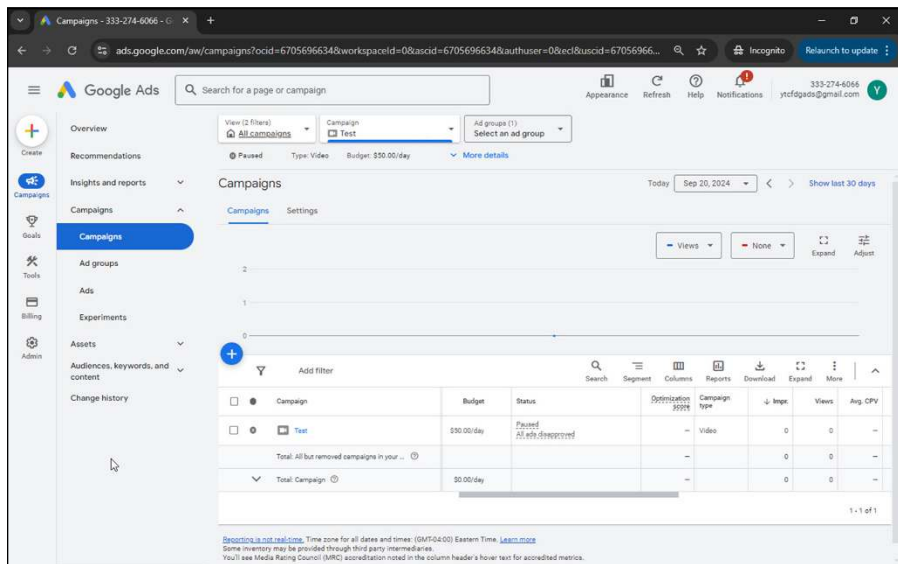 Campaigns - 333-274-6066 - G
ads.google.com/aw/campaigns?ocid=6705696634&workspaceId=0&ascid=6705696634&authuser=0&ecl&uscid=67056966...
Incognito
Relaunch to update
Google Ads
Search for a page or campaign
Appearance
Refresh
Help
Notifications
333-274-6066
ytcfdgads@gmail.com
Y
Create
Campaigns
Goals
Tools
Billing
Admin
Overview
Recommendations
Insights and reports
Campaigns
Campaigns
Ad groups
Ads
Experiments
Assets
Audiences, keywords, and
content
Change history
View (2 filters)
All campaigns
Campaign
Test
Ad groups (1)
Select an ad group
Paused Type: Video Budget: $50.00/day More details
Campaigns
Today Sep 20, 2024 Show last 30 days
Campaigns Settings
Views None
Expand Adjust
2
1
0
Add filter
Search Segment Columns Reports Download Expand More
Campaign Budget Status Optimization score Campaign type Impr. Views Avg. CPV
Test $50.00/day Paused – Video 0 0 –
All ads disapproved
Total: All but removed campaigns in your ... – 0 0 –
Total: Campaign $0.00/day – 0 0 –
1 - 1 of 1
Reporting is not real-time. Time zone for all dates and times: (GMT-04:00) Eastern Time. Learn more
Some inventory may be provided through third party intermediaries.
You'll see Media Rating Council (MRC) accreditation noted in the column header's hover text for accredited metrics.